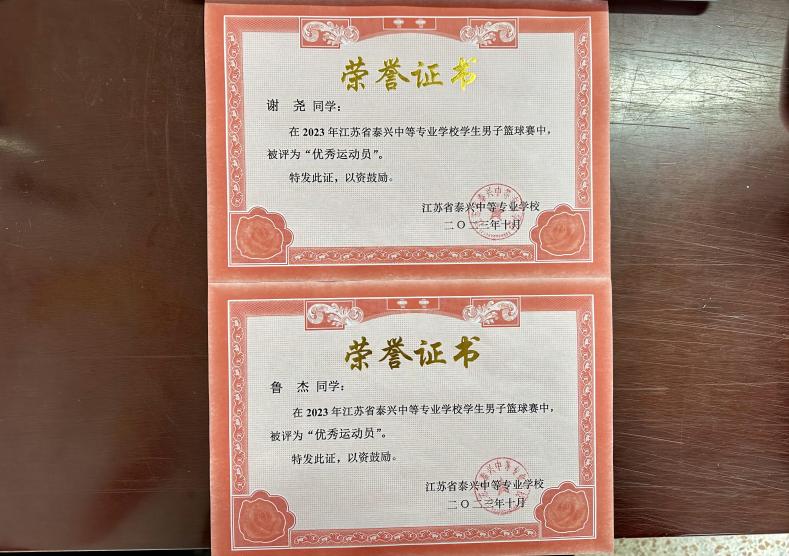 荣誉证书
谢 尧 同学：
在 2023 年江苏省泰兴中等专业学校学生男子篮球赛中，
被评为“优秀运动员”。
特发此证，以资鼓励。
江苏省泰兴中等专业学校
二〇二三年十月
荣誉证书
鲁 杰 同学：
在 2023 年江苏省泰兴中等专业学校学生男子篮球赛中，
被评为“优秀运动员”。
特发此证，以资鼓励。
江苏省泰兴中等专业学校
二〇二三年十月